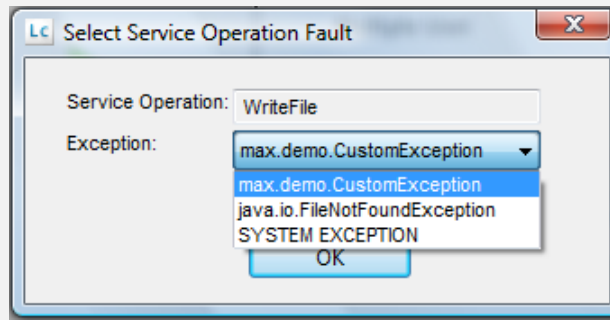 Lc Select Service Operation Fault X
Service Operation: WriteFile
Exception: max.demo.CustomException
max.demo.CustomException
java.io.FileNotFoundException
SYSTEM EXCEPTION
OK